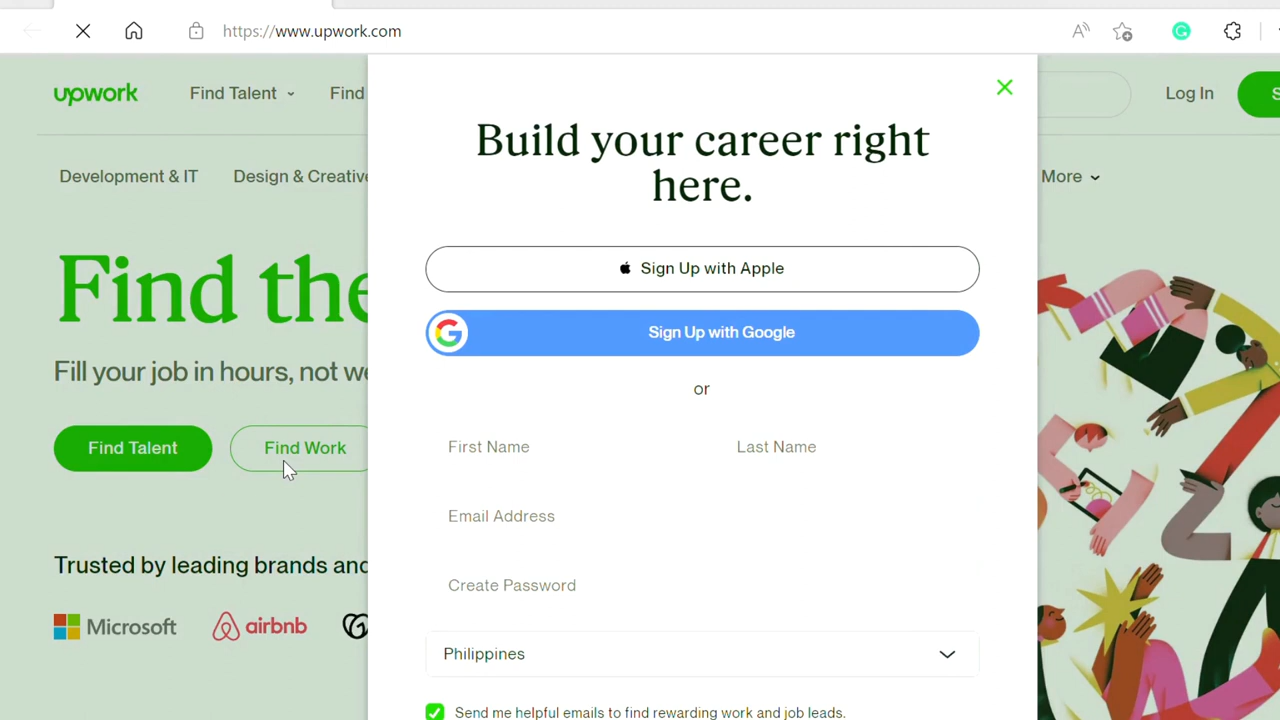 https://www.upwork.com
upwork
Find Talent
Find
Log In
S
Development & IT
Design & Creative
More
Find the
Fill your job in hours, not we
Find Talent
Find Work
Trusted by leading brands and
Microsoft
airbnb
Build your career right
here.
Sign Up with Apple
Sign Up with Google
or
First Name
Last Name
Email Address
Create Password
Philippines
Send me helpful emails to find rewarding work and job leads.